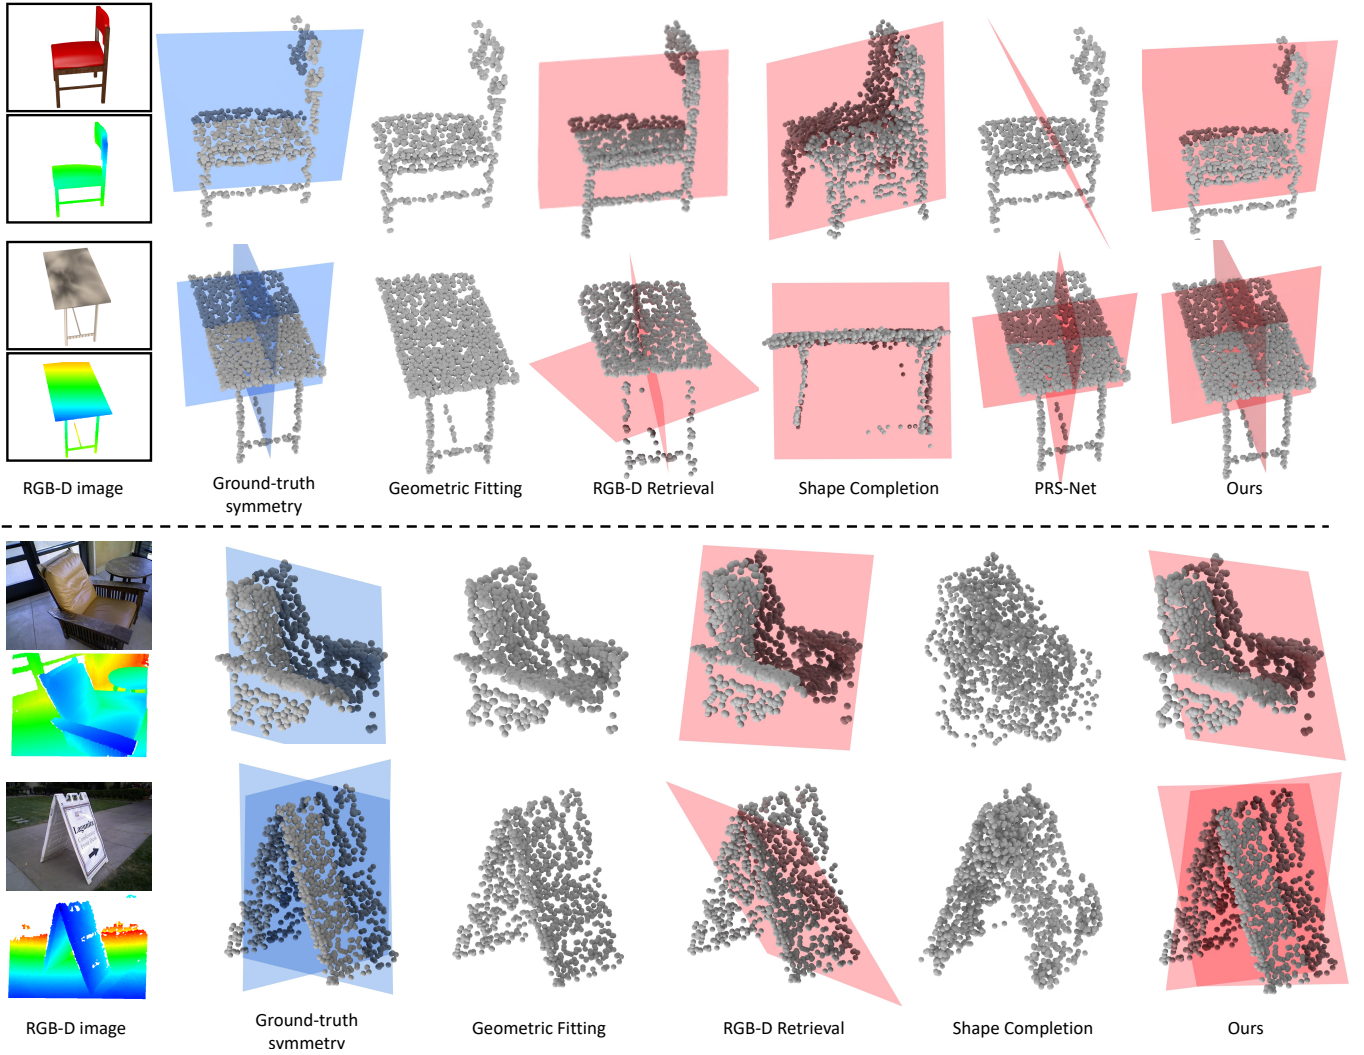 RGB-D image
Ground-truth
symmetry
Geometric Fitting
RGB-D Retrieval
Shape Completion
PRS-Net
Ours
Lagunita
RGB-D image
Ground-truth
symmetry
Geometric Fitting
RGB-D Retrieval
Shape Completion
Ours